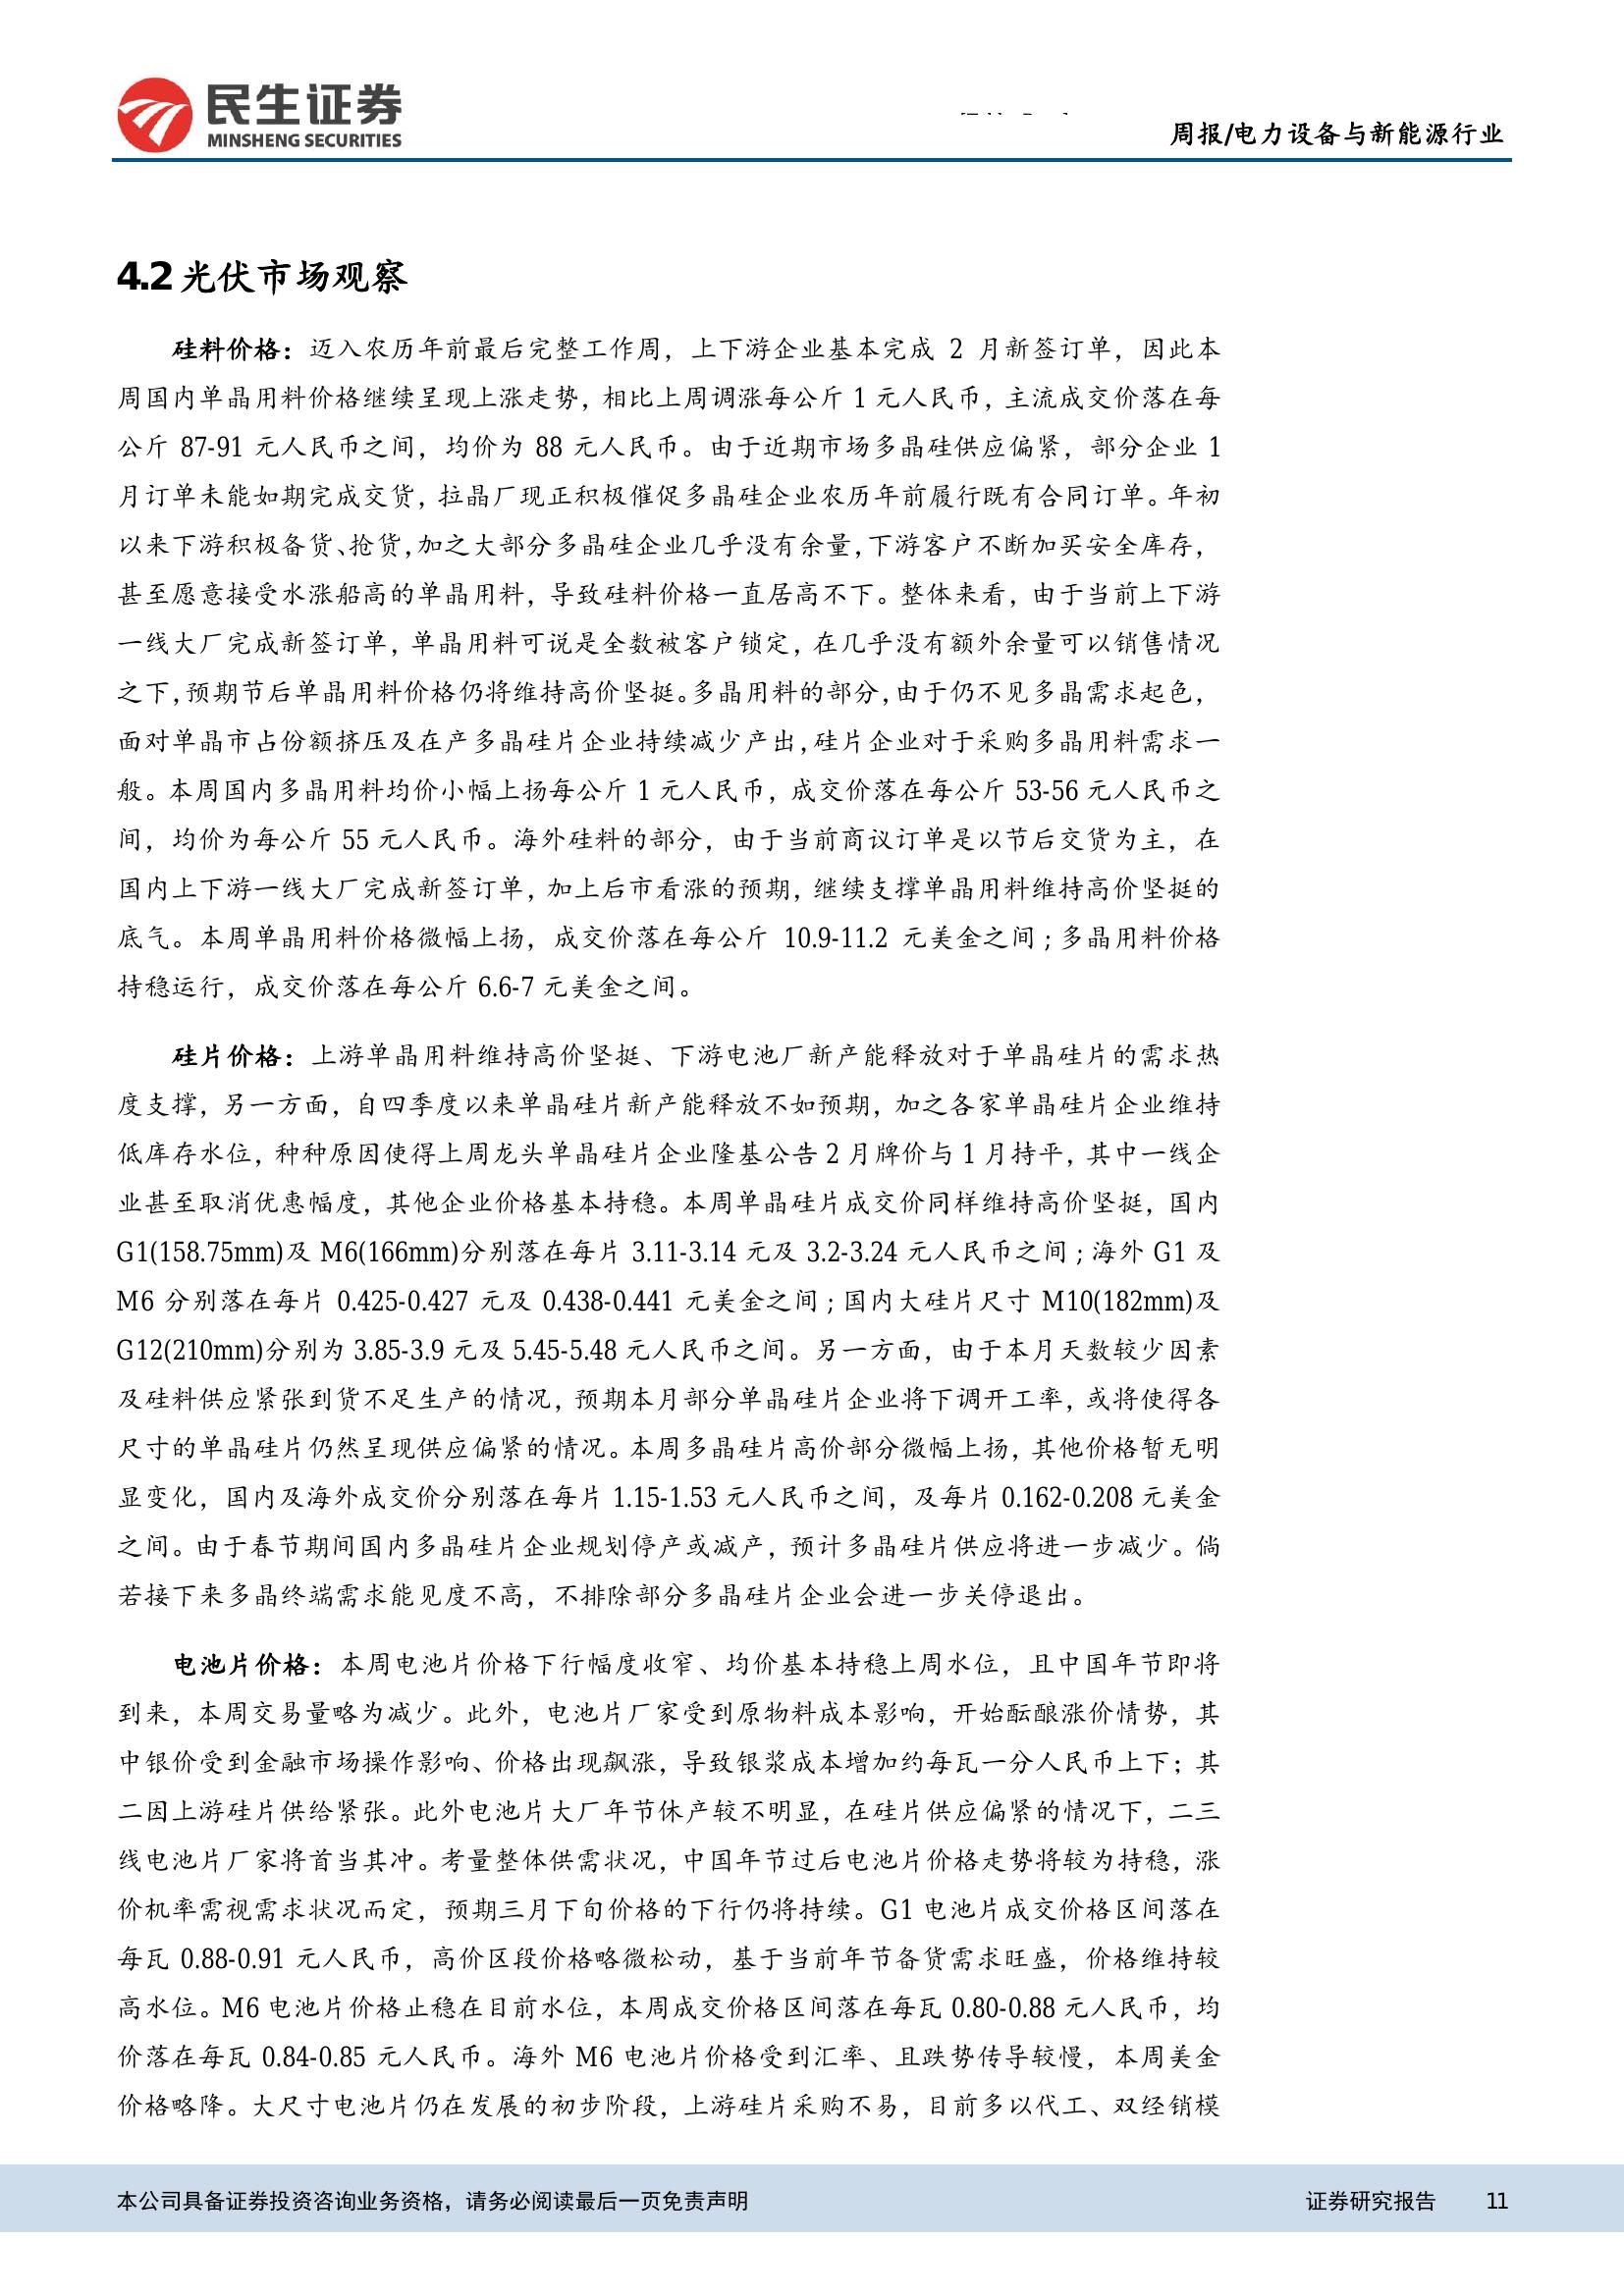 民生证券
MINSHENG SECURITIES
周报/电力设备与新能源行业
4.2 光伏市场观察
硅料价格：迈入农历年前最后完整工作周，上下游企业基本完成 2 月新签订单，因此本
周国内单晶用料价格继续呈现上涨走势，相比上周调涨每公斤 1 元人民币，主流成交价落在每
公斤 87-91 元人民币之间，均价为 88 元人民币。由于近期市场多晶硅供应偏紧，部分企业 1
月订单未能如期完成交货，拉晶厂现正积极催促多晶硅企业农历年前履行既有合同订单。年初
以来下游积极备货、抢货，加之大部分多晶硅企业几乎没有余量，下游客户不断加买安全库存，
甚至愿意接受水涨船高的单晶用料，导致硅料价格一直居高不下。整体来看，由于当前上下游
一线大厂完成新签订单，单晶用料可说是全数被客户锁定，在几乎没有额外余量可以销售情况
之下，预期节后单晶用料价格仍将维持高价坚挺。多晶用料的部分，由于仍不见多晶需求起色，
面对单晶市占份额挤压及在产多晶硅片企业持续减少产出，硅片企业对于采购多晶用料需求一
般。本周国内多晶用料均价小幅上扬每公斤 1 元人民币，成交价落在每公斤 53-56 元人民币之
间，均价为每公斤 55 元人民币。海外硅料的部分，由于当前商议订单是以节后交货为主，在
国内上下游一线大厂完成新签订单，加上后市看涨的预期，继续支撑单晶用料维持高价坚挺的
底气。本周单晶用料价格微幅上扬，成交价落在每公斤 10.9-11.2 元美金之间；多晶用料价格
持稳运行，成交价落在每公斤 6.6-7 元美金之间。
硅片价格：上游单晶用料维持高价坚挺、下游电池厂新产能释放对于单晶硅片的需求热
度支撑，另一方面，自四季度以来单晶硅片新产能释放不如预期，加之各家单晶硅片企业维持
低库存水位，种种原因使得上周龙头单晶硅片企业隆基公告 2 月牌价与 1 月持平，其中一线企
业甚至取消优惠幅度，其他企业价格基本持稳。本周单晶硅片成交价同样维持高价坚挺，国内
G1(158.75mm)及 M6(166mm)分别落在每片 3.11-3.14 元及 3.2-3.24 元人民币之间；海外 G1 及
M6 分别落在每片 0.425-0.427 元及 0.438-0.441 元美金之间；国内大硅片尺寸 M10(182mm)及
G12(210mm)分别为 3.85-3.9 元及 5.45-5.48 元人民币之间。另一方面，由于本月天数较少因素
及硅料供应紧张到货不足生产的情况，预期本月部分单晶硅片企业将下调开工率，或将使得各
尺寸的单晶硅片仍然呈现供应偏紧的情况。本周多晶硅片高价部分微幅上扬，其他价格暂无明
显变化，国内及海外成交价分别落在每片 1.15-1.53 元人民币之间，及每片 0.162-0.208 元美金
之间。由于春节期间国内多晶硅片企业规划停产或减产，预计多晶硅片供应将进一步减少。倘
若接下来多晶终端需求能见度不高，不排除部分多晶硅片企业会进一步关停退出。
电池片价格：本周电池片价格下行幅度收窄、均价基本持稳上周水位，且中国年节即将
到来，本周交易量略为减少。此外，电池片厂家受到原物料成本影响，开始酝酿涨价情势，其
中银价受到金融市场操作影响、价格出现飙涨，导致银浆成本增加约每瓦一分人民币上下；其
二因上游硅片供给紧张。此外电池片大厂年节休产较不明显，在硅片供应偏紧的情况下，二三
线电池片厂家将首当其冲。考量整体供需状况，中国年节过后电池片价格走势将较为持稳，涨
价机率需视需求状况而定，预期三月下旬价格的下行仍将持续。G1 电池片成交价格区间落在
每瓦 0.88-0.91 元人民币，高价区段价格略微松动，基于当前年节备货需求旺盛，价格维持较
高水位。M6 电池片价格止稳在目前水位，本周成交价格区间落在每瓦 0.80-0.88 元人民币，均
价落在每瓦 0.84-0.85 元人民币。海外 M6 电池片价格受到汇率、且跌势传导较慢，本周美金
价格略降。大尺寸电池片仍在发展的初步阶段，上游硅片采购不易，目前多以代工、双经销模
本公司具备证券投资咨询业务资格，请务必阅读最后一页免责声明
证券研究报告 11